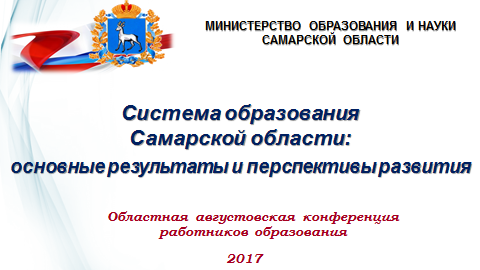 МИНИСТЕРСТВО ОБРАЗОВАНИЯ И НАУКИ
САМАРСКОЙ ОБЛАСТИ
Система образования
Самарской области:
основные результаты и перспективы развития
Областная августовская конференция
работников образования
2017